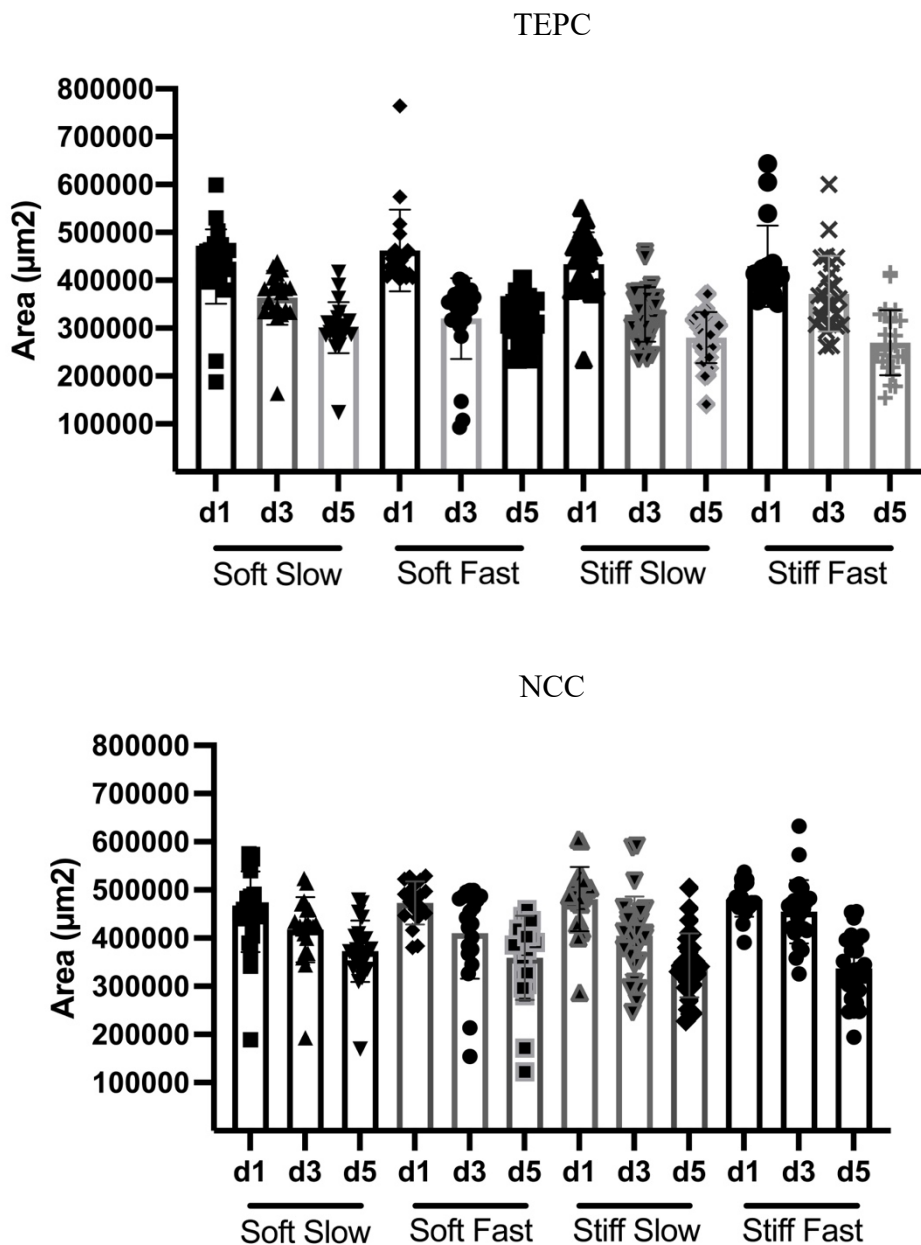 TEPC
800000
700000
600000
500000
400000
300000
200000
100000
Area (µm2)
d1 d3 d5 d1 d3 d5 d1 d3 d5 d1 d3 d5
Soft Slow Soft Fast Stiff Slow Stiff Fast
NCC
800000
700000
600000
500000
400000
300000
200000
100000
Area (µm2)
d1 d3 d5 d1 d3 d5 d1 d3 d5 d1 d3 d5
Soft Slow Soft Fast Stiff Slow Stiff Fast